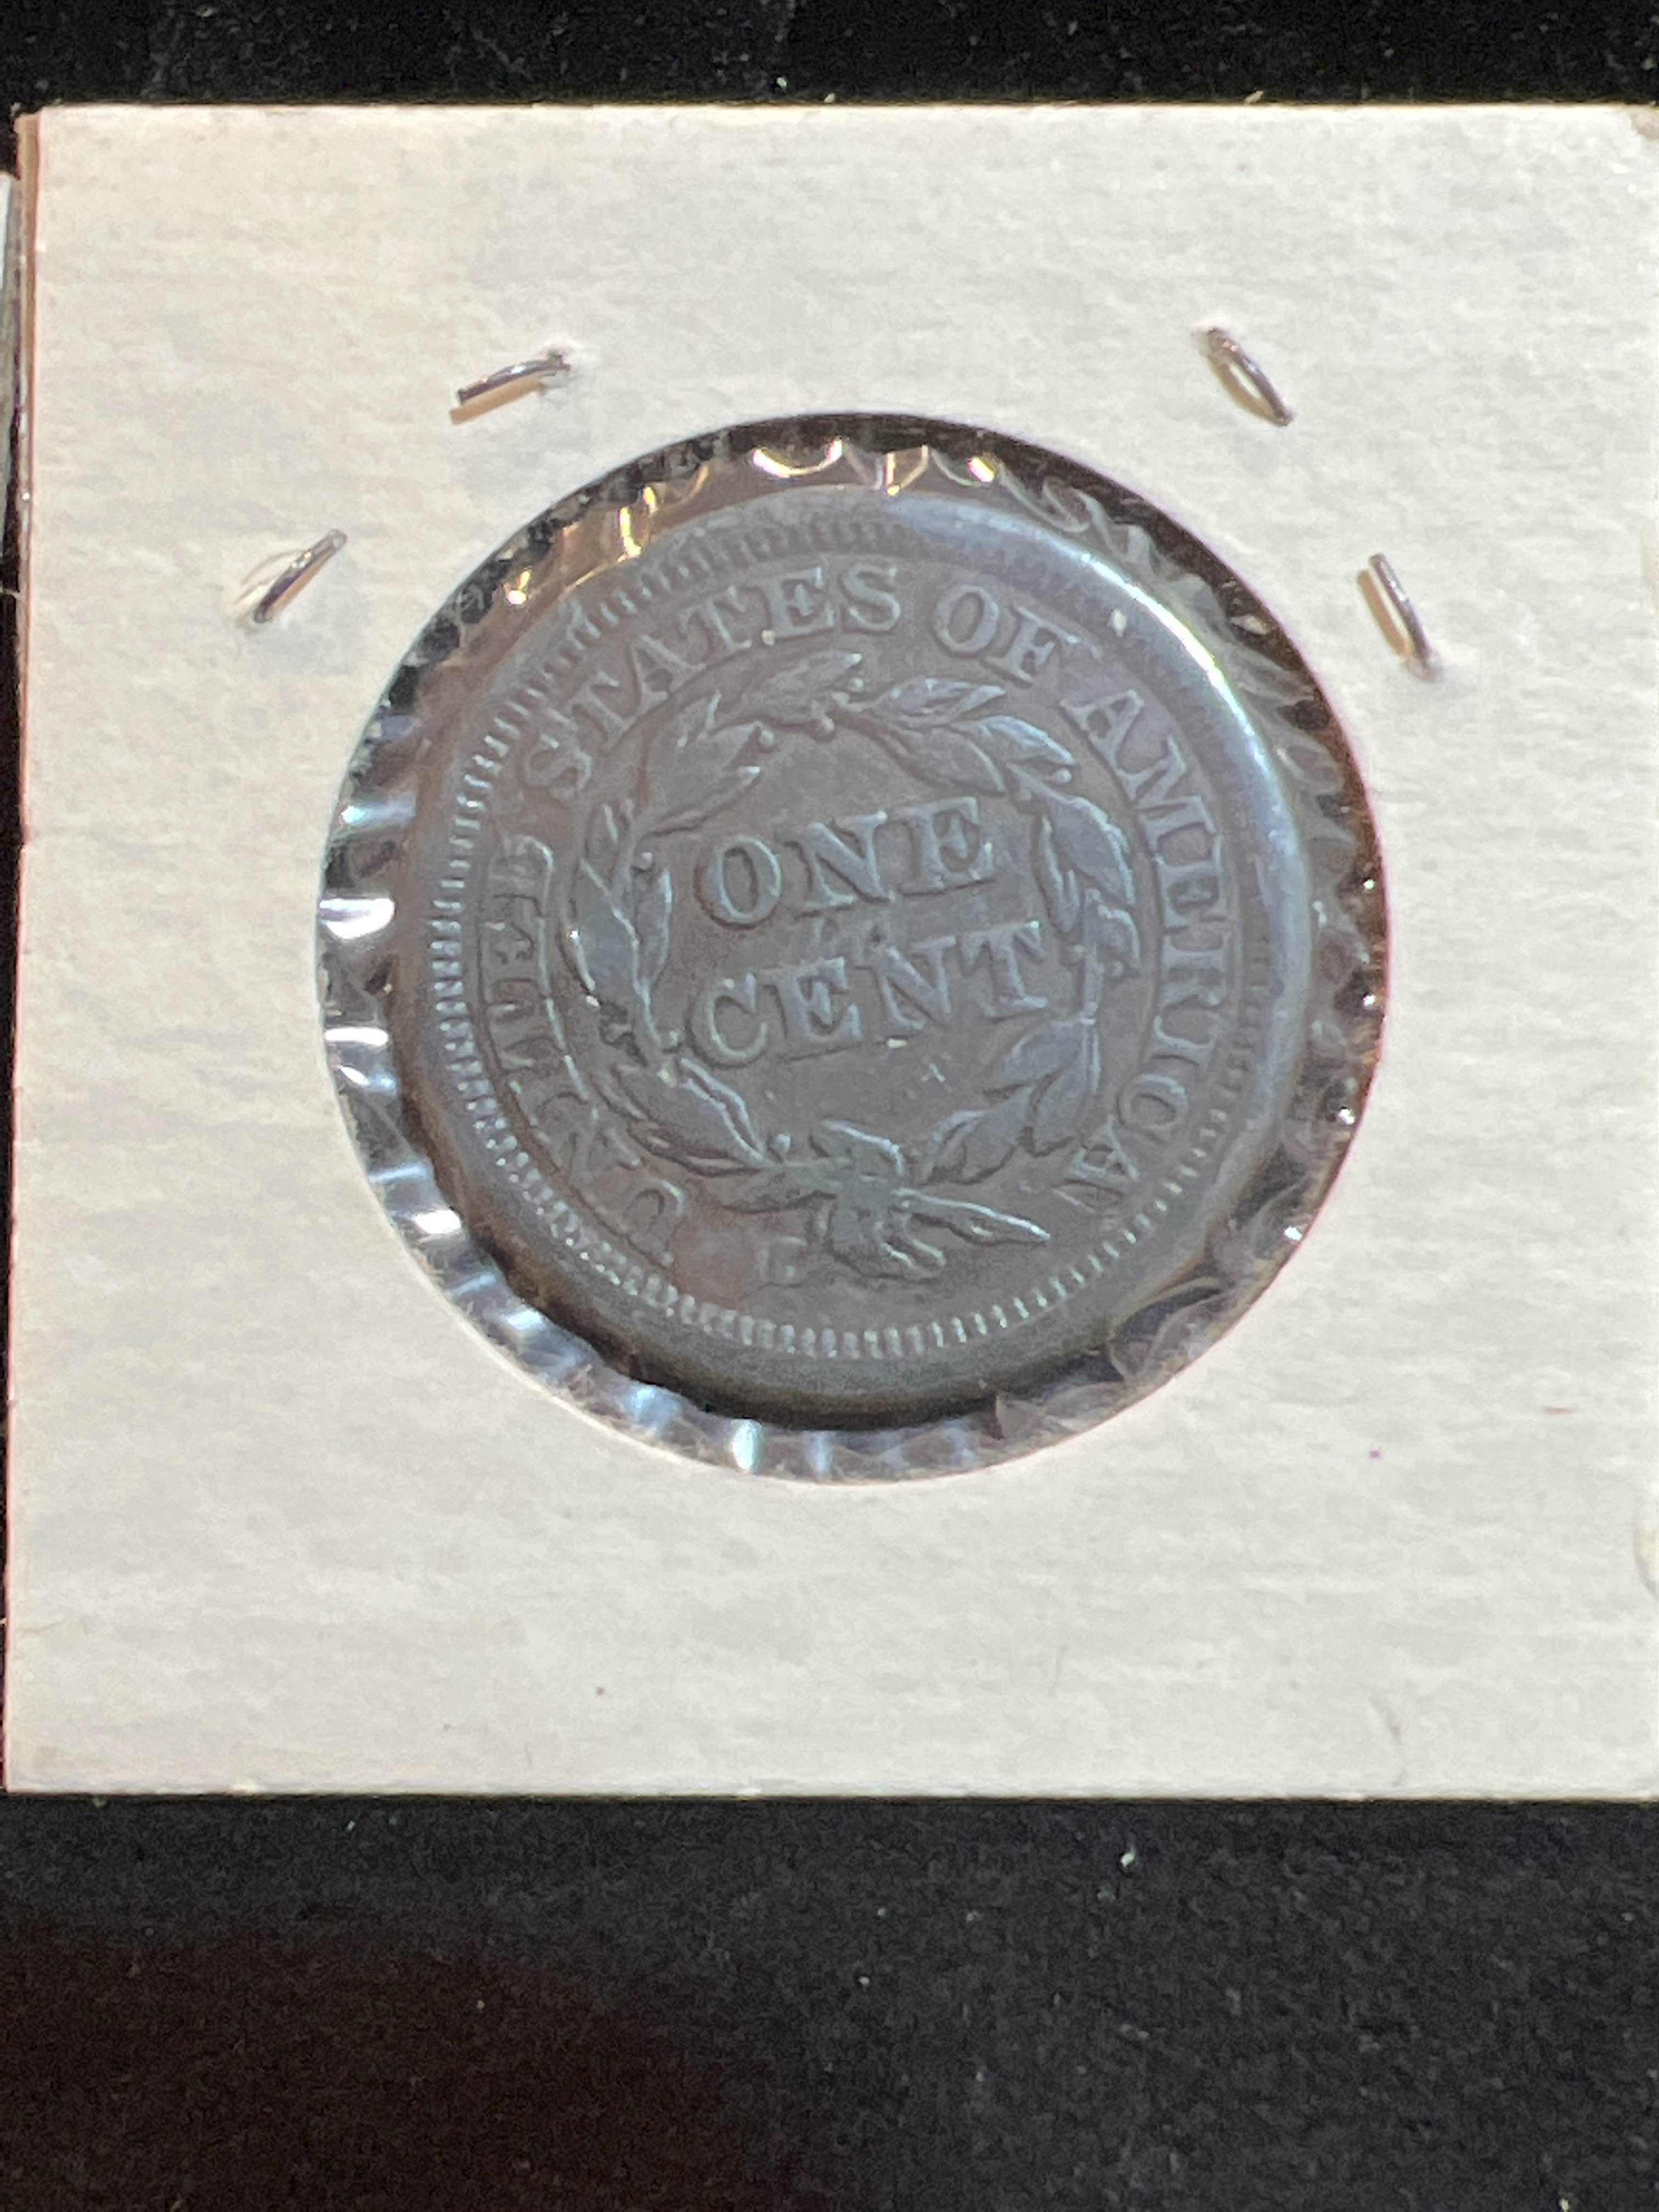 UNITED STATES OF AMERICA
ONE
CENT